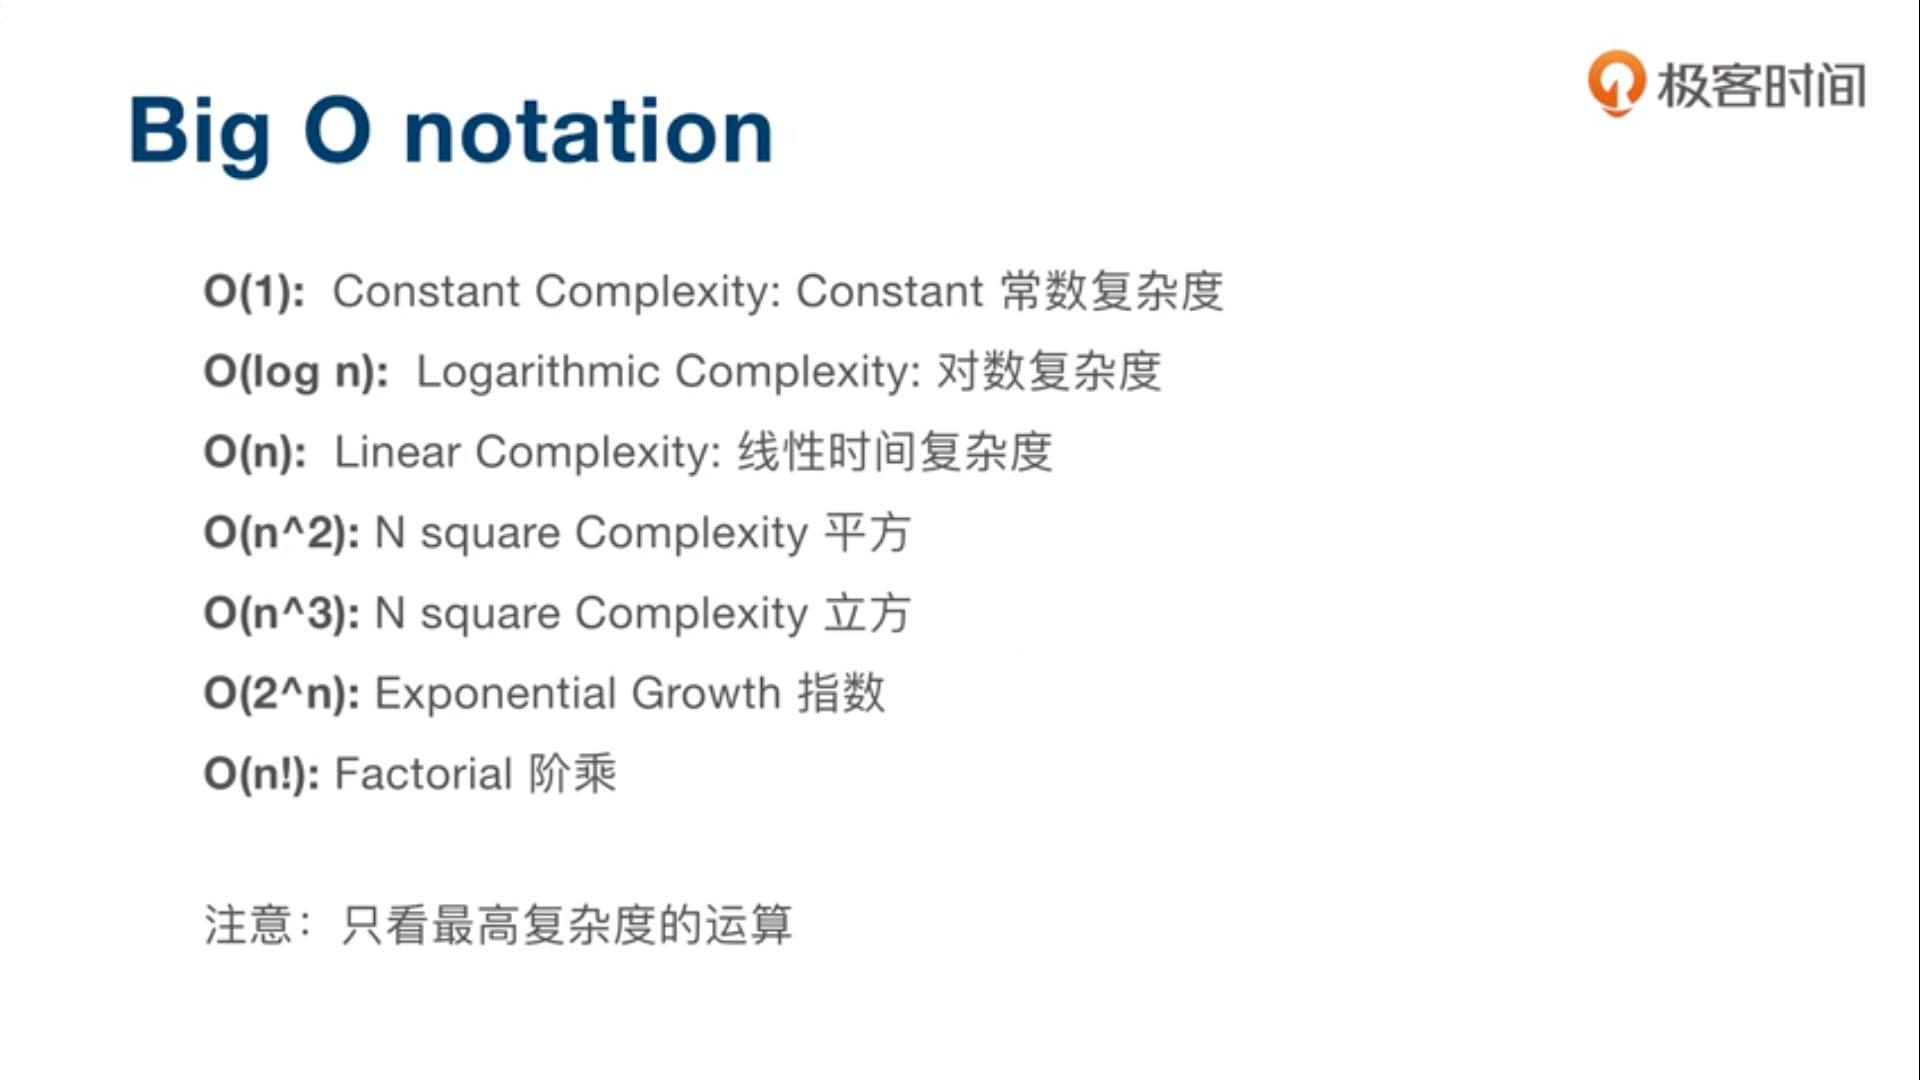 极客时间
Big O notation
O(1): Constant Complexity: Constant 常数复杂度
O(log n): Logarithmic Complexity: 对数复杂度
O(n): Linear Complexity: 线性时间复杂度
O(n^2): N square Complexity 平方
O(n^3): N square Complexity 立方
O(2^n): Exponential Growth 指数
O(n!): Factorial 阶乘
注意：只看最高复杂度的运算